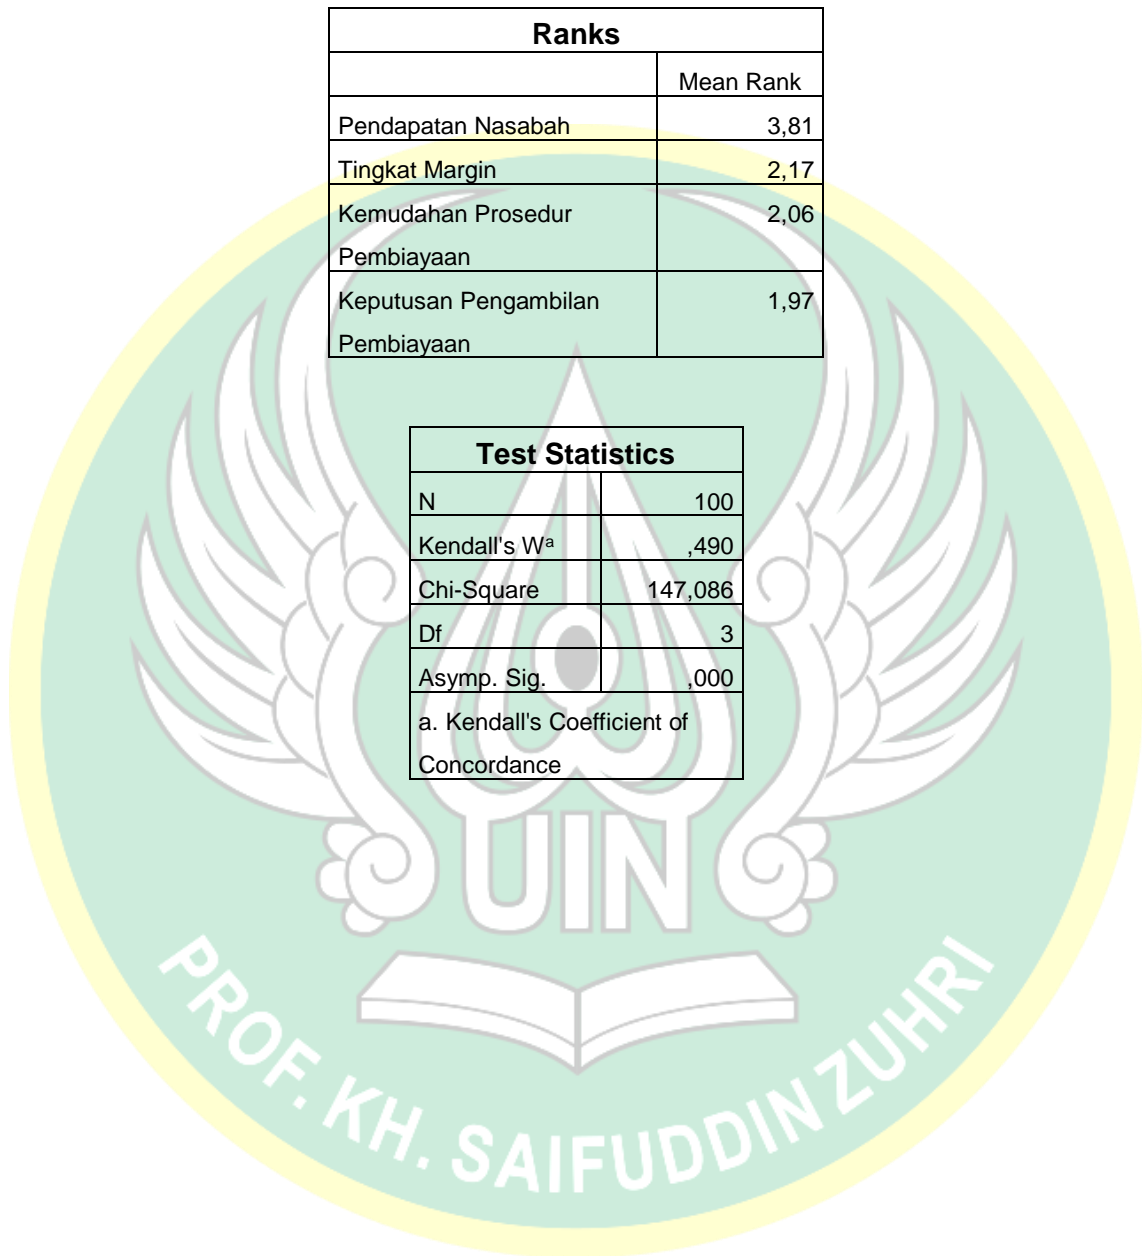 Ranks
Mean Rank
Pendapatan Nasabah 3,81
Tingkat Margin 2,17
Kemudahan Prosedur 2,06
Pembiayaan
Keputusan Pengambilan 1,97
Pembiayaan
Test Statistics
N 100
Kendall's Wᵃ ,490
Chi-Square 147,086
Df 3
Asymp. Sig. ,000
a. Kendall's Coefficient of
Concordance
UIN
PROF. KH. SAIFUDDIN ZUHRI